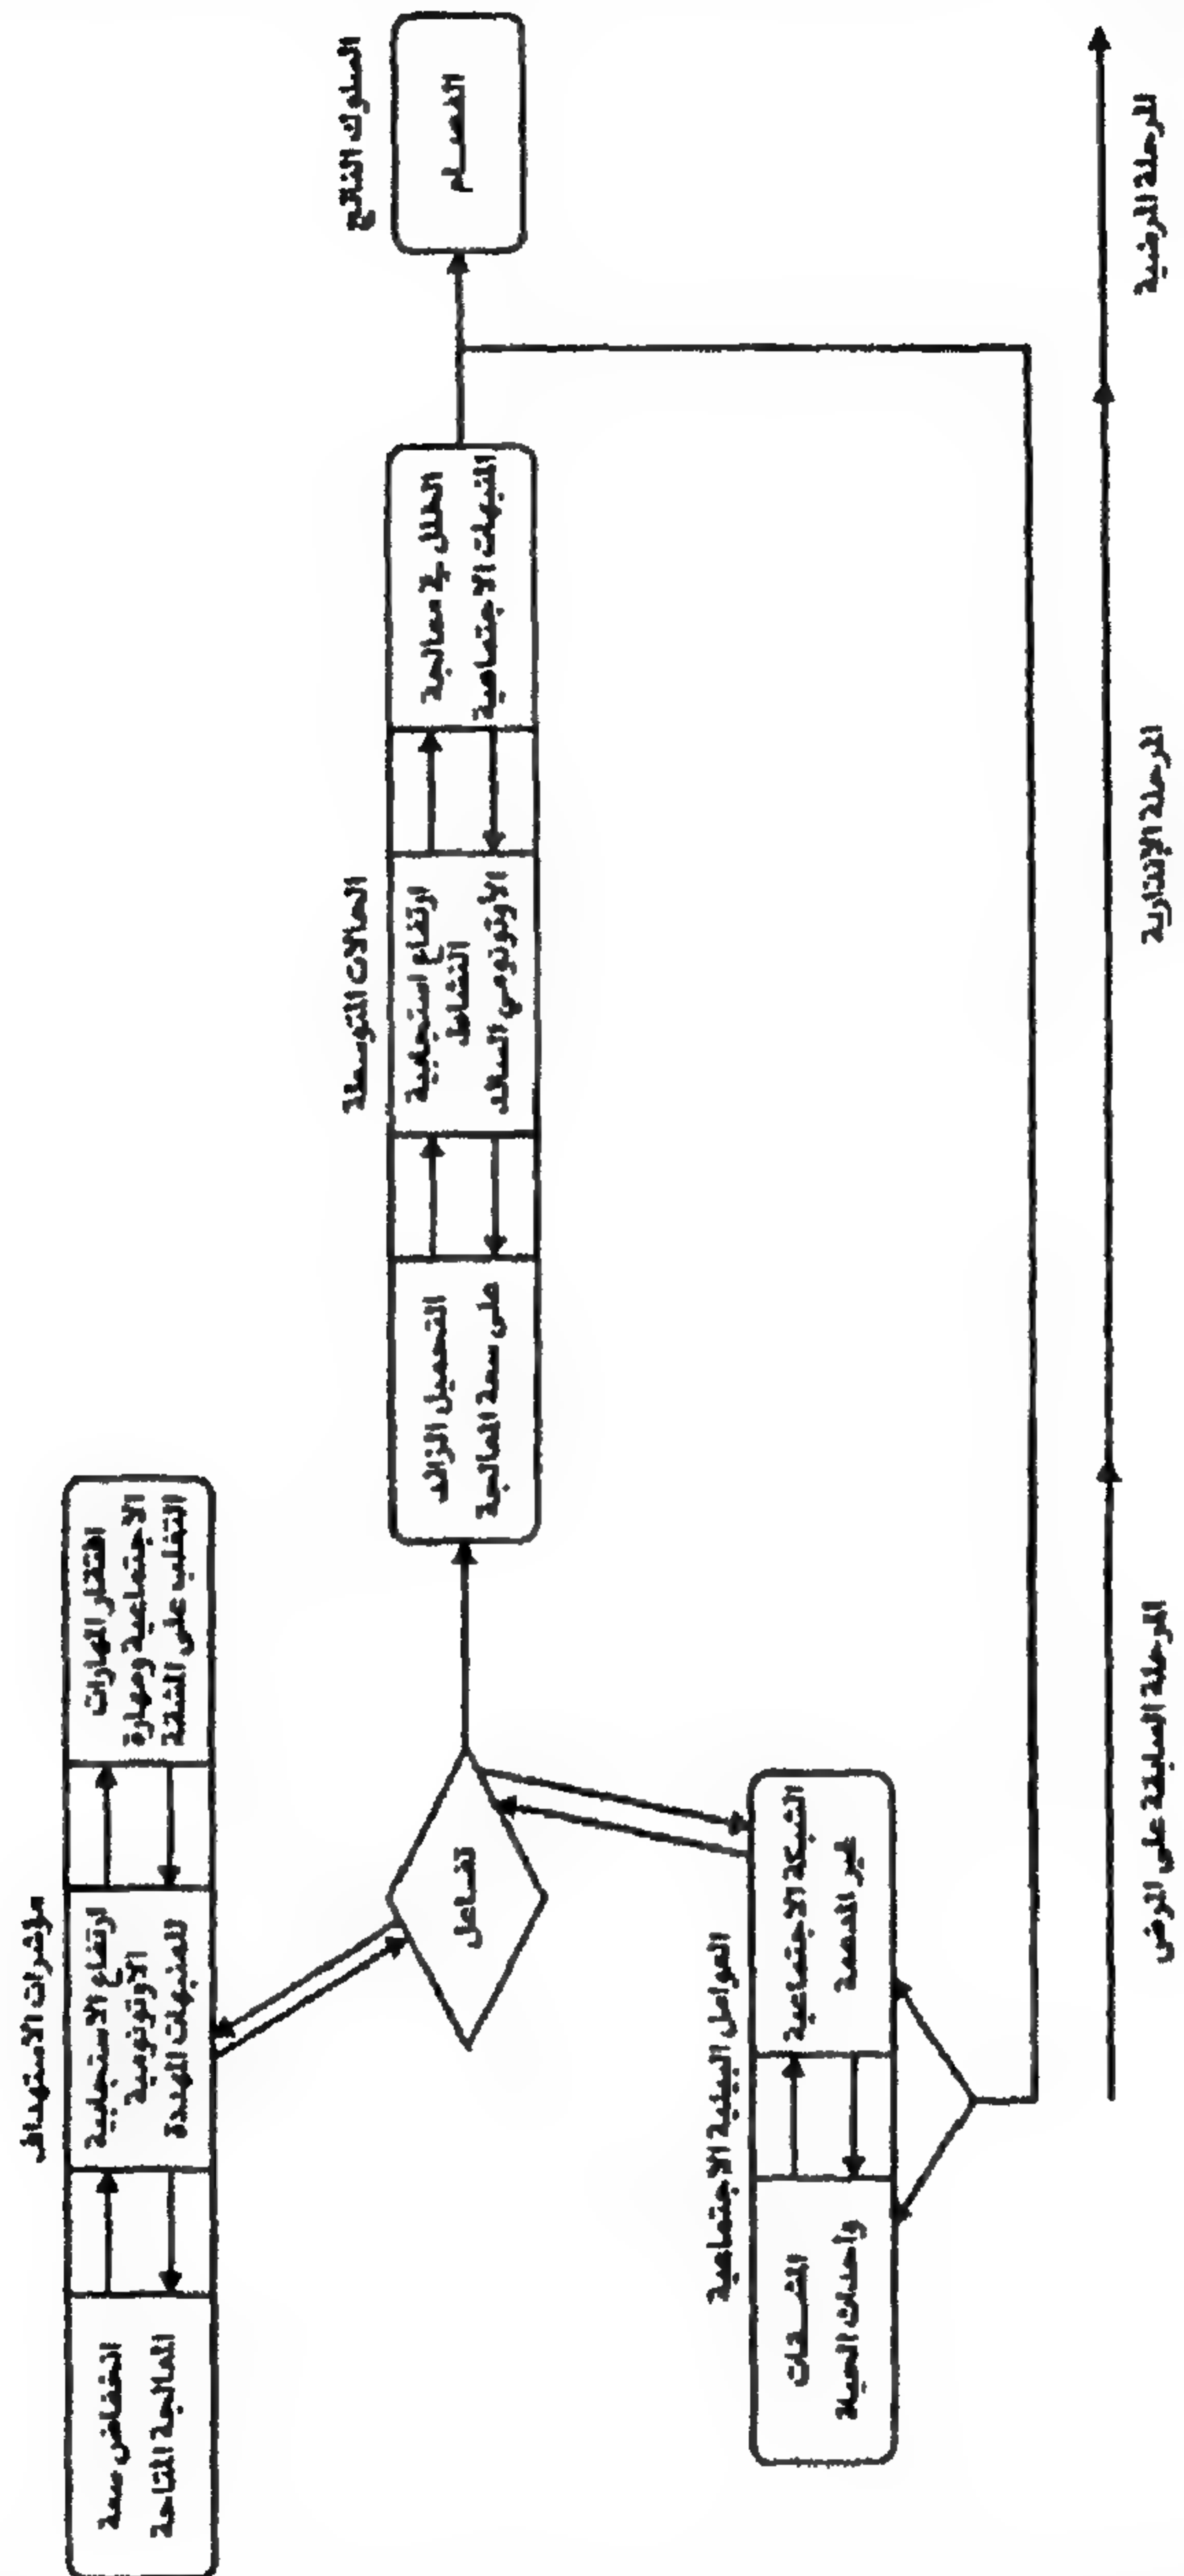 مؤشرات الاستهداف
انخفاض سعة
المعالجة المتاحة
ارتفاع الاستجابية
الأوتونومية
للمنبهات المهددة
افتقار المهارات
الاجتماعية ومهارة
التغلب على المشقة
تفاعل
العوامل البيئية الاجتماعية
المشــقات
وأحداث الحياة
الشبكة الاجتماعية
غير المدعمة
الحالات المتوسطة
التحميل الزائد
على سعة المعالجة
ارتفاع استجابية
النشاط
الأوتونومي السائد
الخلل في معالجة
المنبهات الاجتماعية
السلوك الناتج
الفصــام
المرحلة السابقة على المرض
المرحلة الإنذارية
المرحلة المرضية